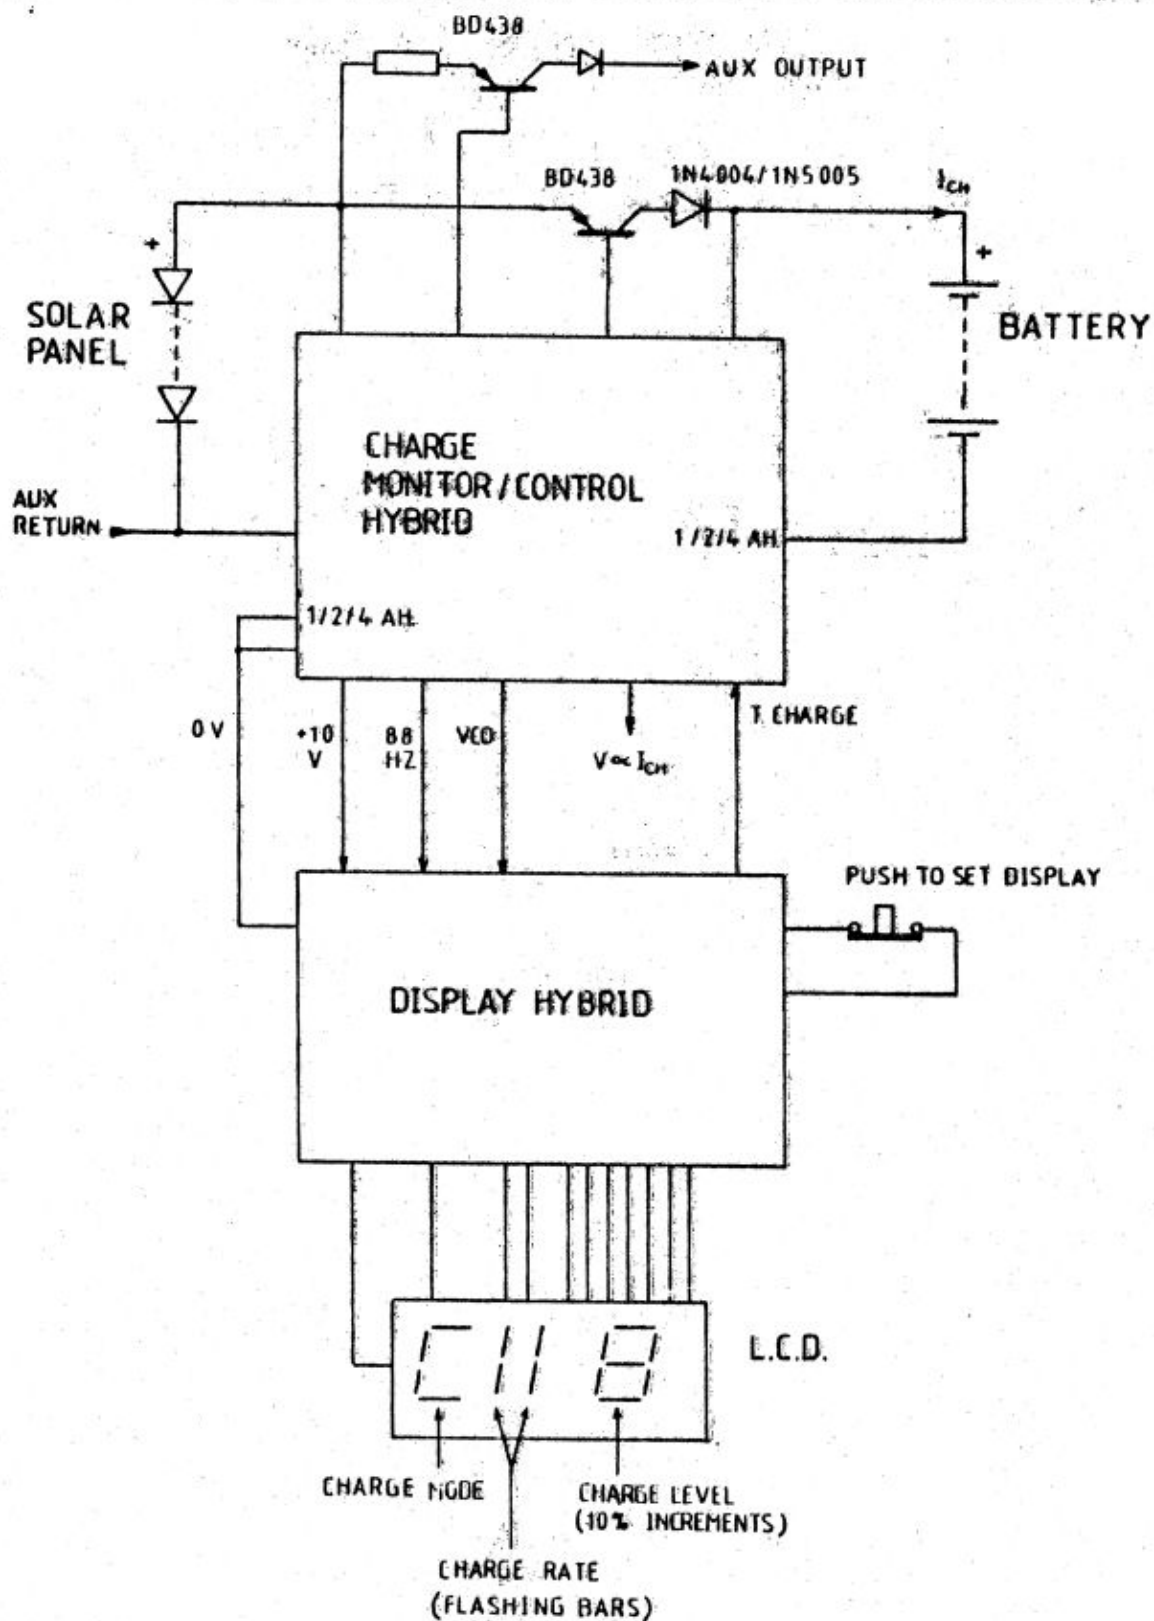 BD438
AUX OUTPUT
BD438
1N4004/1N5005
I CH
+
+
SOLAR
PANEL
BATTERY
CHARGE
MONITOR/CONTROL
HYBRID
AUX
RETURN
1/2/4 AH.
1/2/4 AH.
0V
+10
V
88
HZ
VCO
V∝ICH
T. CHARGE
PUSH TO SET DISPLAY
DISPLAY HYBRID
C11 8
L.C.D.
CHARGE MODE
CHARGE LEVEL
(10% INCREMENTS)
CHARGE RATE
(FLASHING BARS)